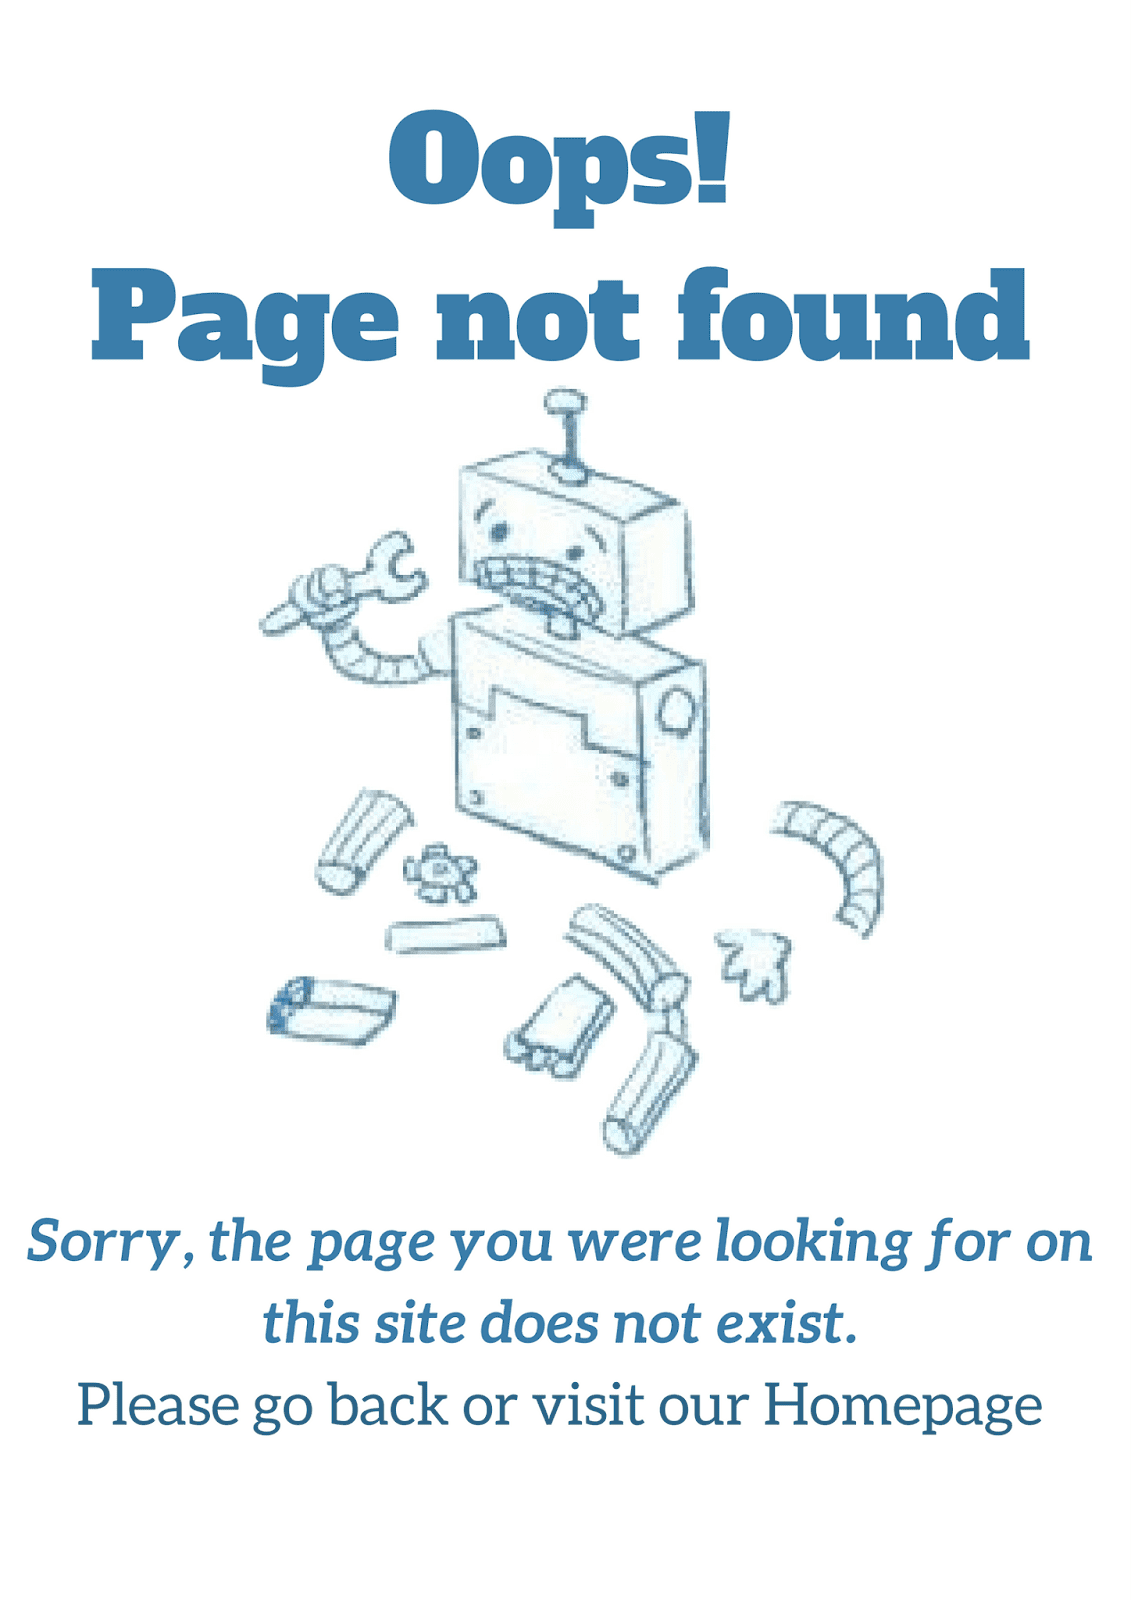 Oops!
Page not found
Sorry, the page you were looking for on
this site does not exist.
Please go back or visit our Homepage